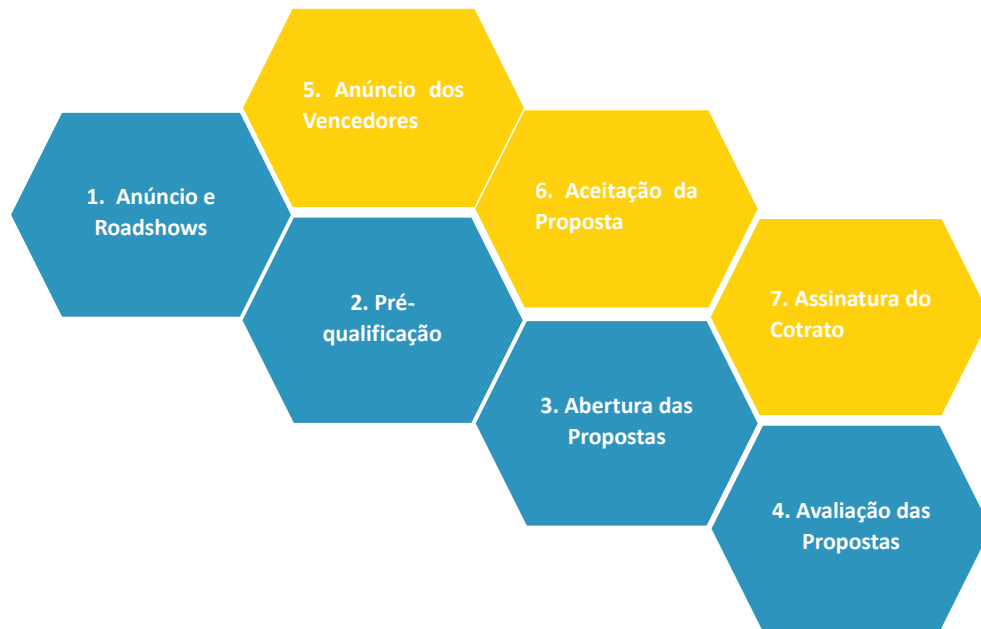 1. Anúncio e
Roadshows
2. Pré-
qualificação
3. Abertura das
Propostas
4. Avaliação das
Propostas
5. Anúncio dos
Vencedores
6. Aceitação da
Proposta
7. Assinatura do
Cotrato